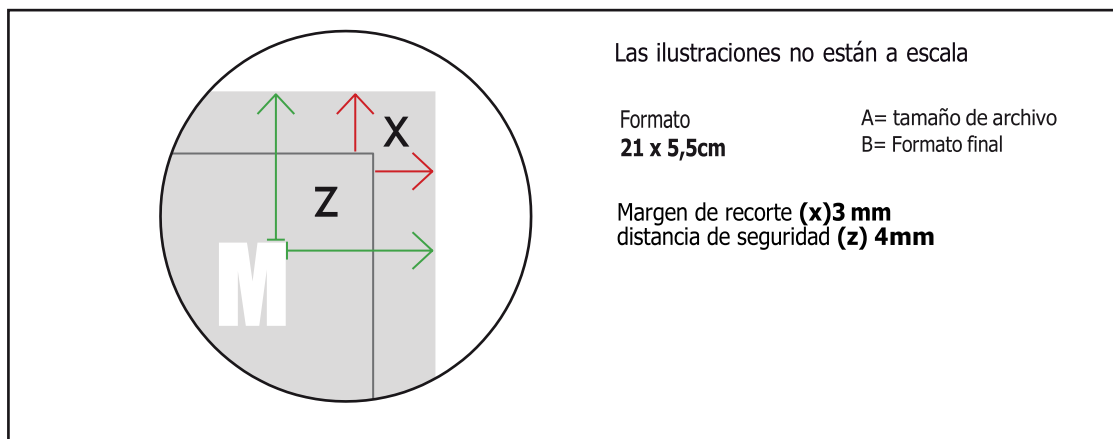 Las ilustraciones no están a escala
Formato
21 x 5,5cm
A= tamaño de archivo
B= Formato final
Margen de recorte (x)3 mm
distancia de seguridad (z) 4mm
X
Z
M